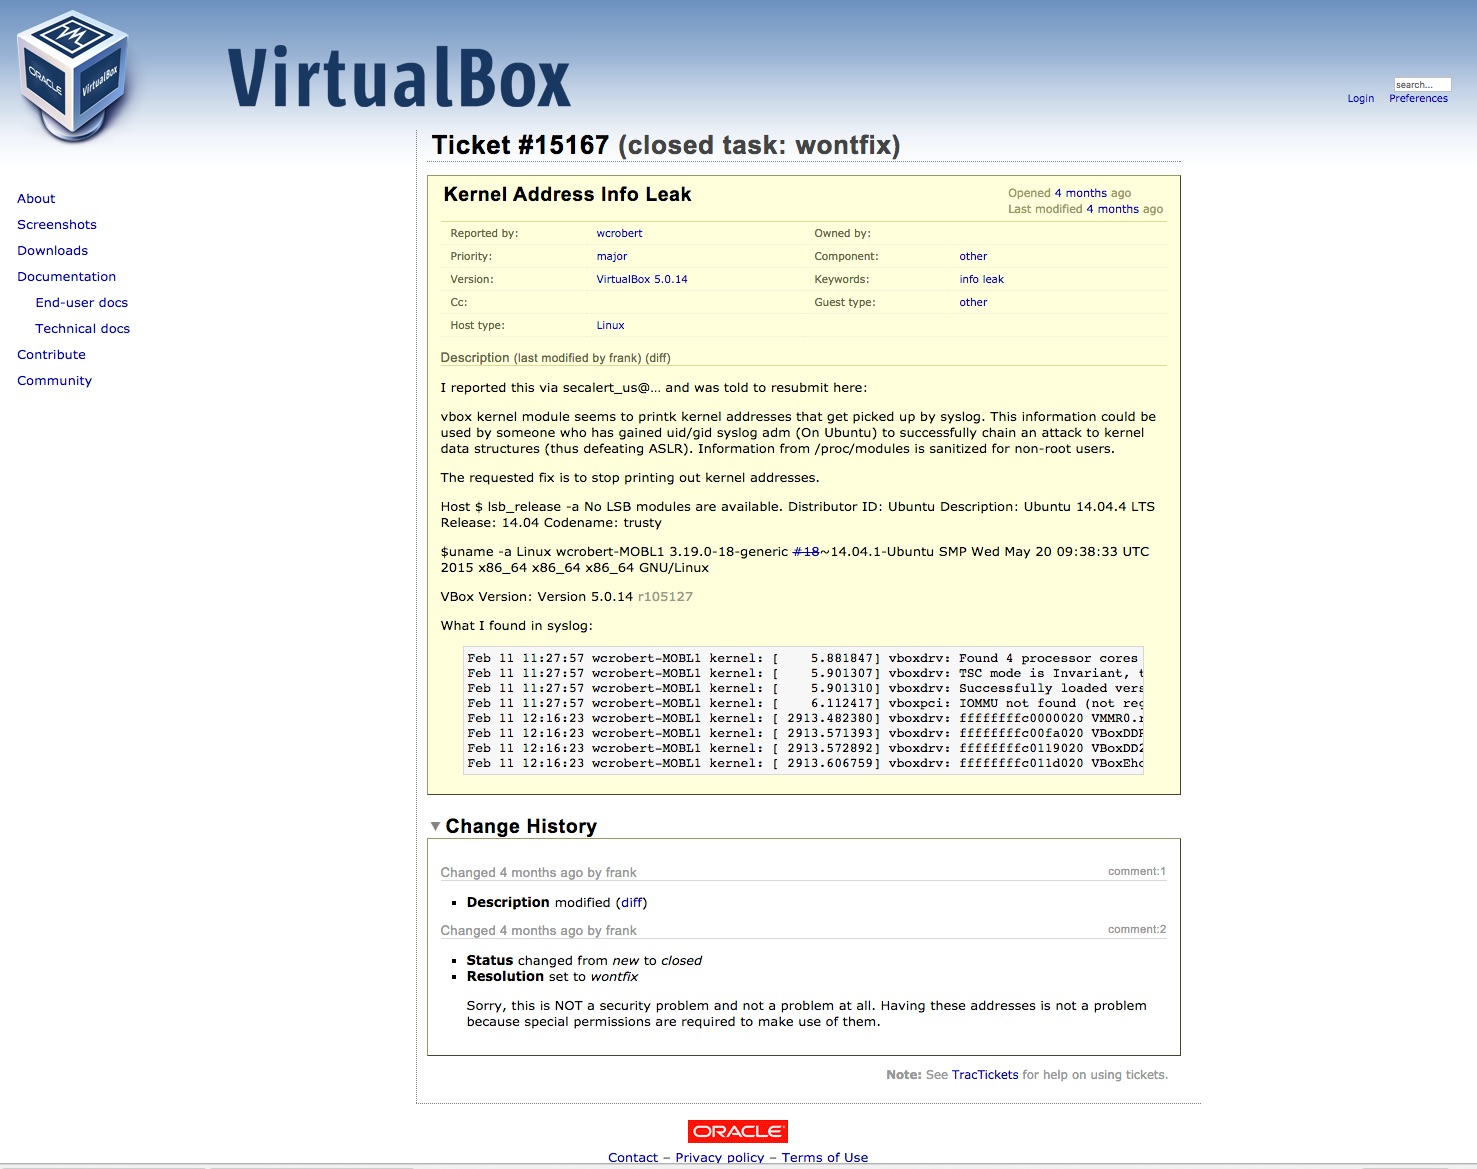 ORACLE
VirtualBox
VirtualBox
search...
Login Preferences
About
Screenshots
Downloads
Documentation
End-user docs
Technical docs
Contribute
Community
Ticket #15167 (closed task: wontfix)
Kernel Address Info Leak
Opened 4 months ago
Last modified 4 months ago
Reported by: wcrobert Owned by:
Priority: major Component: other
Version: VirtualBox 5.0.14 Keywords: info leak
Cc: Guest type: other
Host type: Linux
Description (last modified by frank) (diff)
I reported this via secalert_us@... and was told to resubmit here:
vbox kernel module seems to printk kernel addresses that get picked up by syslog. This information could be
used by someone who has gained uid/gid syslog adm (On Ubuntu) to successfully chain an attack to kernel
data structures (thus defeating ASLR). Information from /proc/modules is sanitized for non-root users.
The requested fix is to stop printing out kernel addresses.
Host $ lsb_release -a No LSB modules are available. Distributor ID: Ubuntu Description: Ubuntu 14.04.4 LTS
Release: 14.04 Codename: trusty
$uname -a Linux wcrobert-MOBL1 3.19.0-18-generic #18~14.04.1-Ubuntu SMP Wed May 20 09:38:33 UTC
2015 x86_64 x86_64 x86_64 GNU/Linux
VBox Version: Version 5.0.14 r105127
What I found in syslog:
Feb 11 11:27:57 wcrobert-MOBL1 kernel: [    5.881847] vboxdrv: Found 4 processor cores
Feb 11 11:27:57 wcrobert-MOBL1 kernel: [    5.901307] vboxdrv: TSC mode is Invariant, t
Feb 11 11:27:57 wcrobert-MOBL1 kernel: [    5.901310] vboxdrv: Successfully loaded vers
Feb 11 11:27:57 wcrobert-MOBL1 kernel: [    6.112417] vboxpci: IOMMU not found (not reg
Feb 11 12:16:23 wcrobert-MOBL1 kernel: [ 2913.482380] vboxdrv: ffffffffc0000020 VMMR0.r
Feb 11 12:16:23 wcrobert-MOBL1 kernel: [ 2913.571393] vboxdrv: ffffffffc00fa020 VBoxDDR
Feb 11 12:16:23 wcrobert-MOBL1 kernel: [ 2913.572892] vboxdrv: ffffffffc0119020 VBoxDD2
Feb 11 12:16:23 wcrobert-MOBL1 kernel: [ 2913.606759] vboxdrv: ffffffffc011d020 VBoxEhc
▼ Change History
Changed 4 months ago by frank comment:1
Description modified (diff)
Changed 4 months ago by frank comment:2
Status changed from new to closed
Resolution set to wontfix
Sorry, this is NOT a security problem and not a problem at all. Having these addresses is not a problem
because special permissions are required to make use of them.
Note: See TracTickets for help on using tickets.
ORACLE
Contact – Privacy policy – Terms of Use